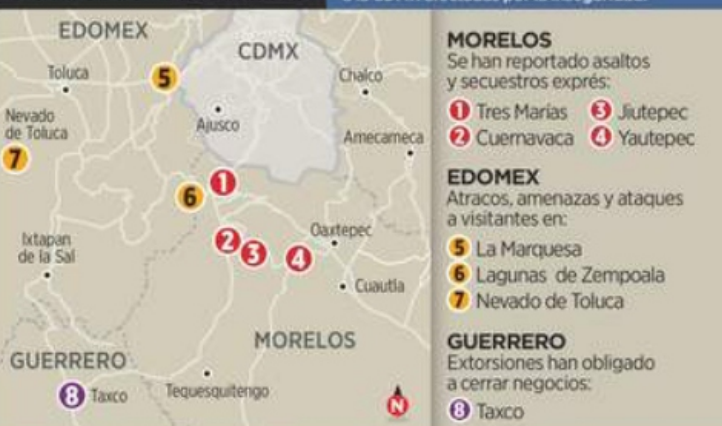 EDOMEX
CDMX
Toluca
5
Chalco
Nevado
de Toluca
7
Ajusco
Amecameca
1
6
Ixtapan
de la Sal
2
3
4
Oaxtepec
Cuautla
MORELOS
GUERRERO
8 Taxco
Tequesquitengo
N
MORELOS
Se han reportado asaltos
y secuestros exprés:
1 Tres Marías 3 Jiutepec
2 Cuernavaca 4 Yautepec
EDOMEX
Atracos, amenazas y ataques
a visitantes en:
5 La Marquesa
6 Lagunas de Zempoala
7 Nevado de Toluca
GUERRERO
Extorsiones han obligado
a cerrar negocios:
8 Taxco